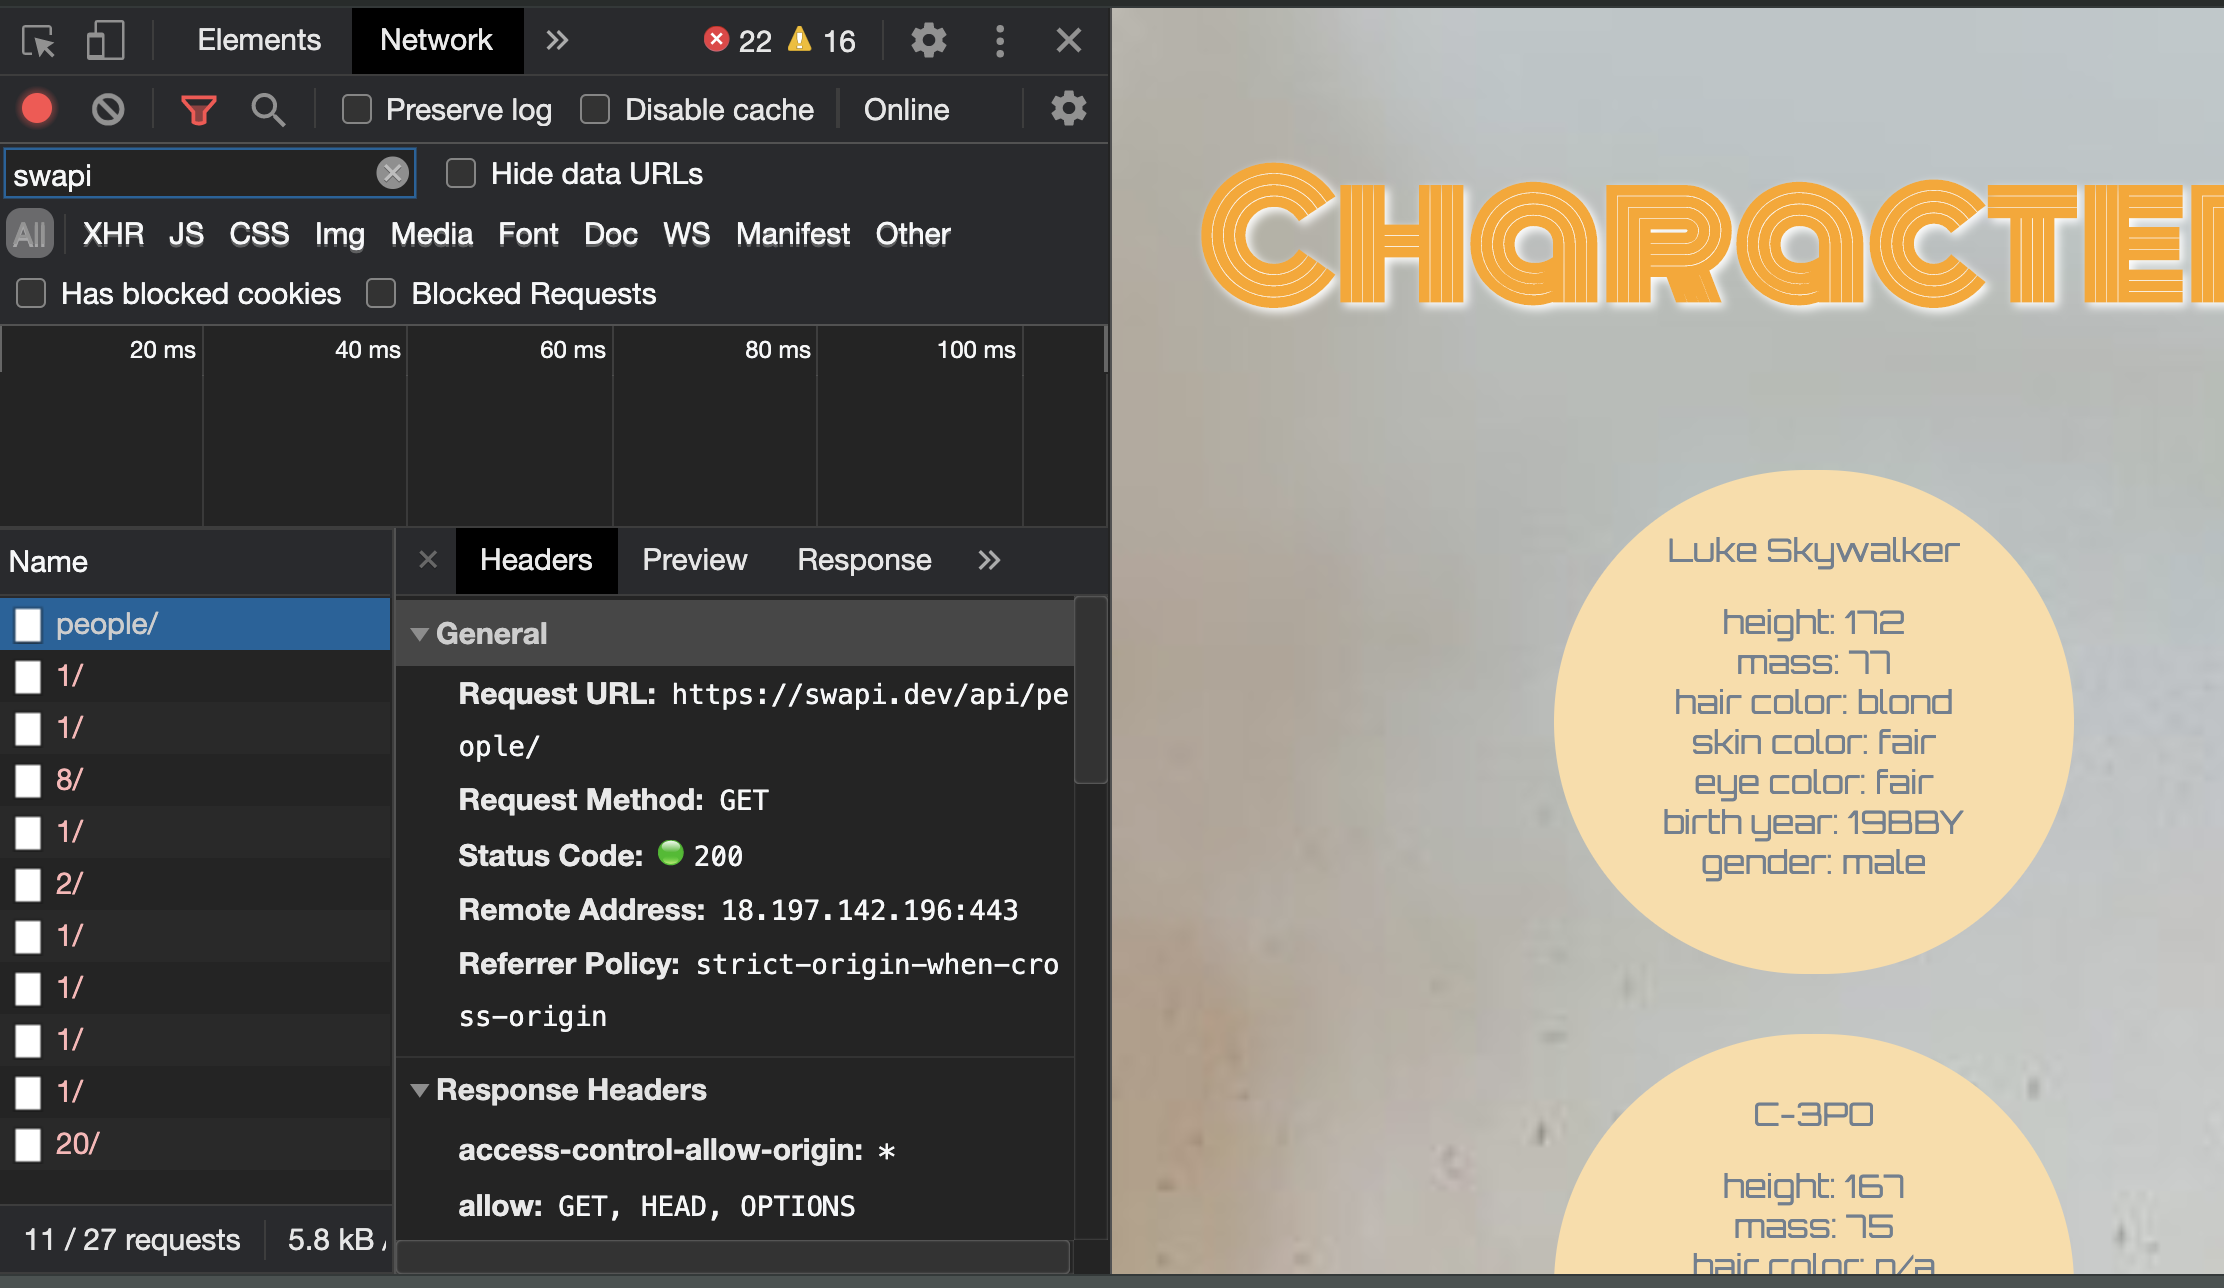 Elements Network 22 16
Preserve log Disable cache Online
swapi Hide data URLs
All XHR JS CSS Img Media Font Doc WS Manifest Other
Has blocked cookies Blocked Requests
20 ms 40 ms 60 ms 80 ms 100 ms
Name
people/
1/
1/
8/
1/
2/
1/
1/
1/
1/
20/
11 / 27 requests 5.8 kB /
Headers Preview Response
General
Request URL: https://swapi.dev/api/pe
ople/
Request Method: GET
Status Code: 200
Remote Address: 18.197.142.196:443
Referrer Policy: strict-origin-when-cro
ss-origin
Response Headers
access-control-allow-origin: *
allow: GET, HEAD, OPTIONS
Character
Luke Skywalker
height: 172
mass: 77
hair color: blond
skin color: fair
eye color: fair
birth year: 19BBY
gender: male
C-3PO
height: 167
mass: 75
hair color: n/a